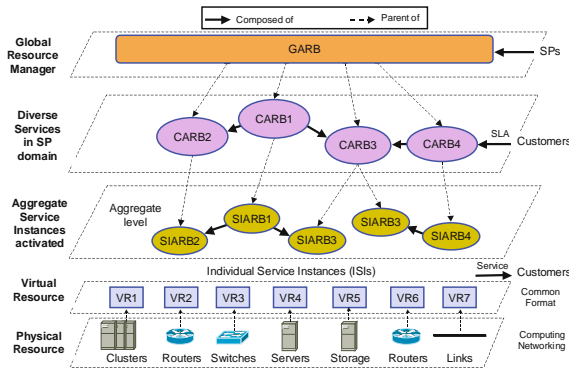 Composed of
Parent of
Global
Resource
Manager
GARB
SPs
Diverse
Services
in SP
domain
CARB2
CARB1
CARB3
CARB4
SLA
Customers
Aggregate
Service
Instances
activated
Aggregate
level
SIARB2
SIARB1
SIARB3
SIARB3
SIARB4
Individual Service Instances (ISIs)
Service
Customers
Virtual
Resource
VR1
VR2
VR3
VR4
VR5
VR6
VR7
Common
Format
Physical
Resource
Clusters
Routers
Switches
Servers
Storage
Routers
Links
Computing
Networking